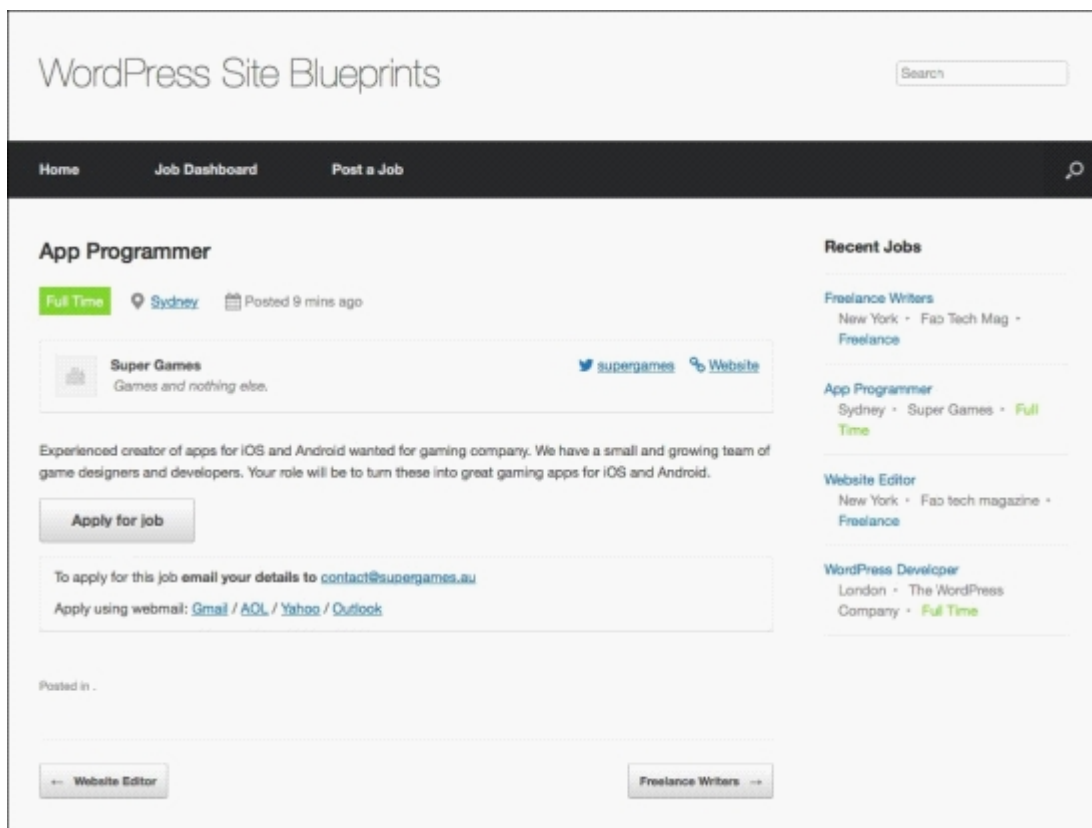 WordPress Site Blueprints
Search
Home Job Dashboard Post a Job
App Programmer
Full Time Sydney Posted 9 mins ago
Super Games supergames Website
Games and nothing else.
Experienced creator of apps for iOS and Android wanted for gaming company. We have a small and growing team of
game designers and developers. Your role will be to turn these into great gaming apps for iOS and Android.
Apply for job
To apply for this job email your details to contact@supergames.au
Apply using webmail: Gmail / AOL / Yahoo / Outlook
Posted in .
← Website Editor
Freelance Writers →
Recent Jobs
Freelance Writers
New York • Fab Tech Mag •
Freelance
App Programmer
Sydney • Super Games • Full
Time
Website Editor
New York • Fab tech magazine •
Freelance
WordPress Developer
London • The WordPress
Company • Full Time